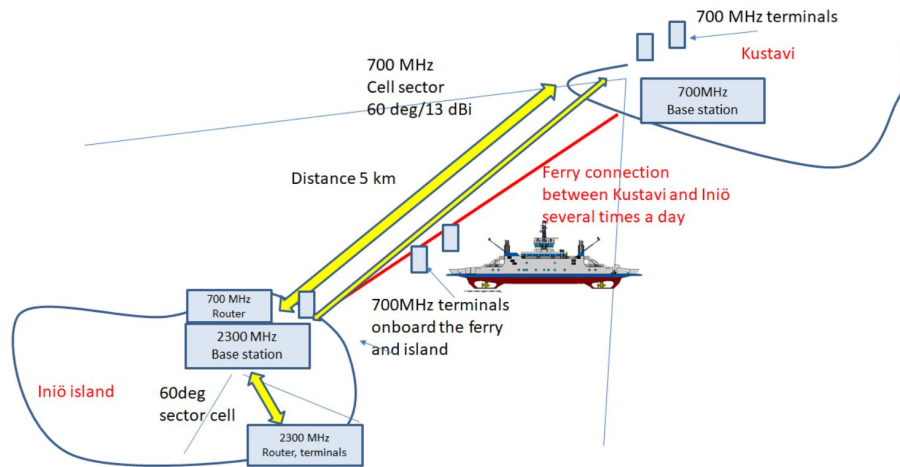 700 MHz terminals
Kustavi
700 MHz
Cell sector
60 deg/13 dBi
700MHz
Base station
Distance 5 km
Ferry connection
between Kustavi and Iniö
several times a day
700MHz terminals
onboard the ferry
and island
700 MHz
Router
2300 MHz
Base station
Iniö island
60deg
sector cell
2300 MHz
Router, terminals